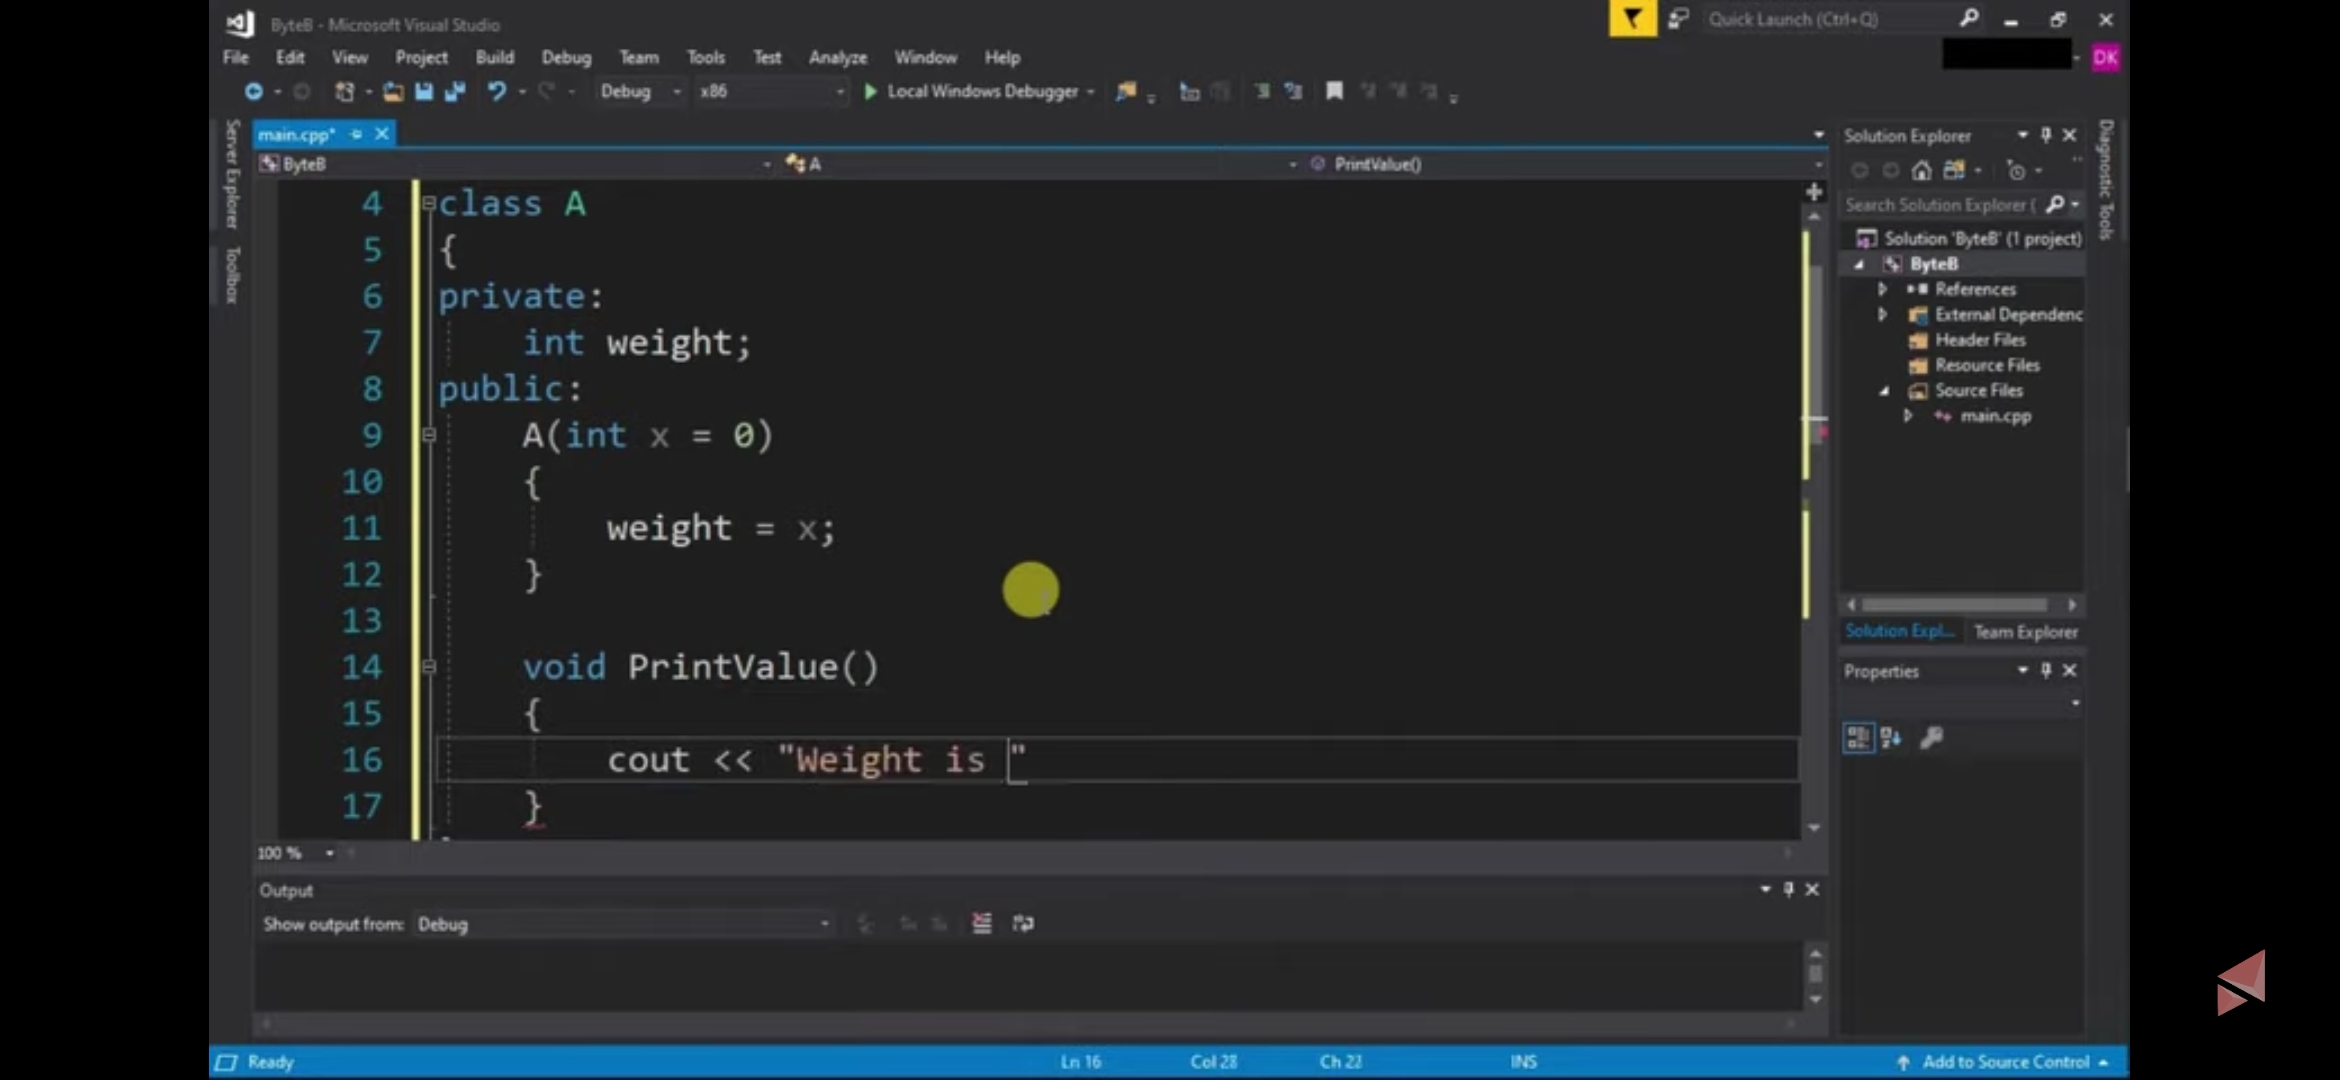 ByteB - Microsoft Visual Studio
Quick Launch (Ctrl+Q)
File Edit View Project Build Debug Team Tools Test Analyze Window Help
DK
Debug x86 Local Windows Debugger
Server Explorer
Toolbox
main.cpp*
ByteB A PrintValue()
4 class A
5 {
6 private:
7 int weight;
8 public:
9 A(int x = 0)
10 {
11 weight = x;
12 }
13
14 void PrintValue()
15 {
16 cout << "Weight is "
17 }
100 %
Output
Show output from: Debug
Solution Explorer
Search Solution Explorer (
Solution 'ByteB' (1 project)
ByteB
References
External Dependenc
Header Files
Resource Files
Source Files
main.cpp
Solution Expl... Team Explorer
Properties
Diagnostic Tools
Ready Ln 16 Col 28 Ch 22 INS Add to Source Control